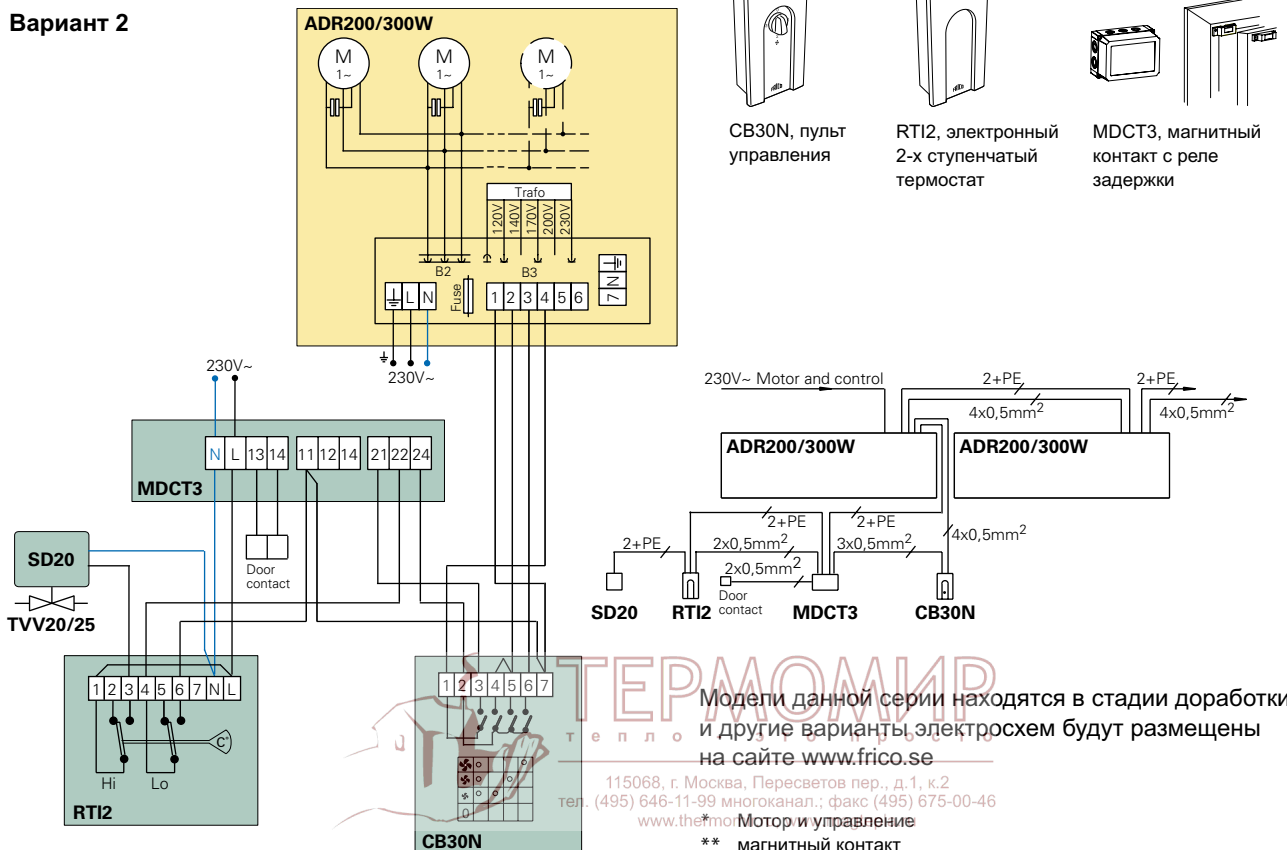 Вариант 2
ADR200/300W
M
1~
M
1~
M
1~
Trafo
120V
140V
170V
200V
230V
B2
B3
Fuse
L N
1 2 3 4 5 6
7 N
230V~
CB30N, пульт
управления
RTI2, электронный
2-х ступенчатый
термостат
MDCT3, магнитный
контакт с реле
задержки
230V~
N L 13 14
11 12 14
21 22 24
MDCT3
Door
contact
SD20
TVV20/25
1 2 3 4 5 6 7 N L
C°
Hi
Lo
RTI2
1 2 3 4 5 6 7
0
CB30N
230V~ Motor and control
2+PE
2+PE
4x0,5mm2
4x0,5mm2
ADR200/300W
ADR200/300W
2+PE
2+PE
4x0,5mm2
2+PE
2x0,5mm2
3x0,5mm2
2x0,5mm2
Door
contact
SD20
RTI2
MDCT3
CB30N
ТЕРМОМИР
тепло это просто
Модели данной серии находятся в стадии доработки
и другие варианты электросхем будут размещены
на сайте www.frico.se
115068, г. Москва, Пересветов пер., д.1, к.2
тел. (495) 646-11-99 многоканал.; факс (495) 675-00-46
* Мотор и управление
** магнитный контакт